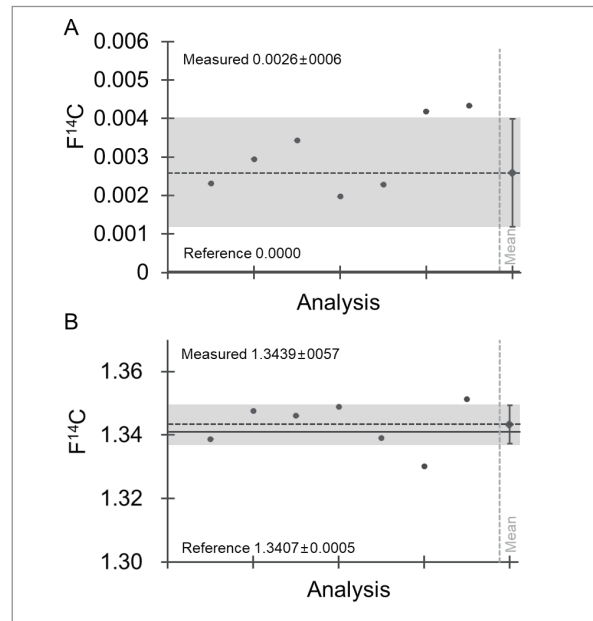 A
0.006
0.005
0.004
0.003
0.002
0.001
0
F¹⁴C
Measured 0.0026±0006
Reference 0.0000
Mean
Analysis
B
1.36
1.34
1.32
1.30
F¹⁴C
Measured 1.3439±0057
Reference 1.3407±0.0005
Mean
Analysis